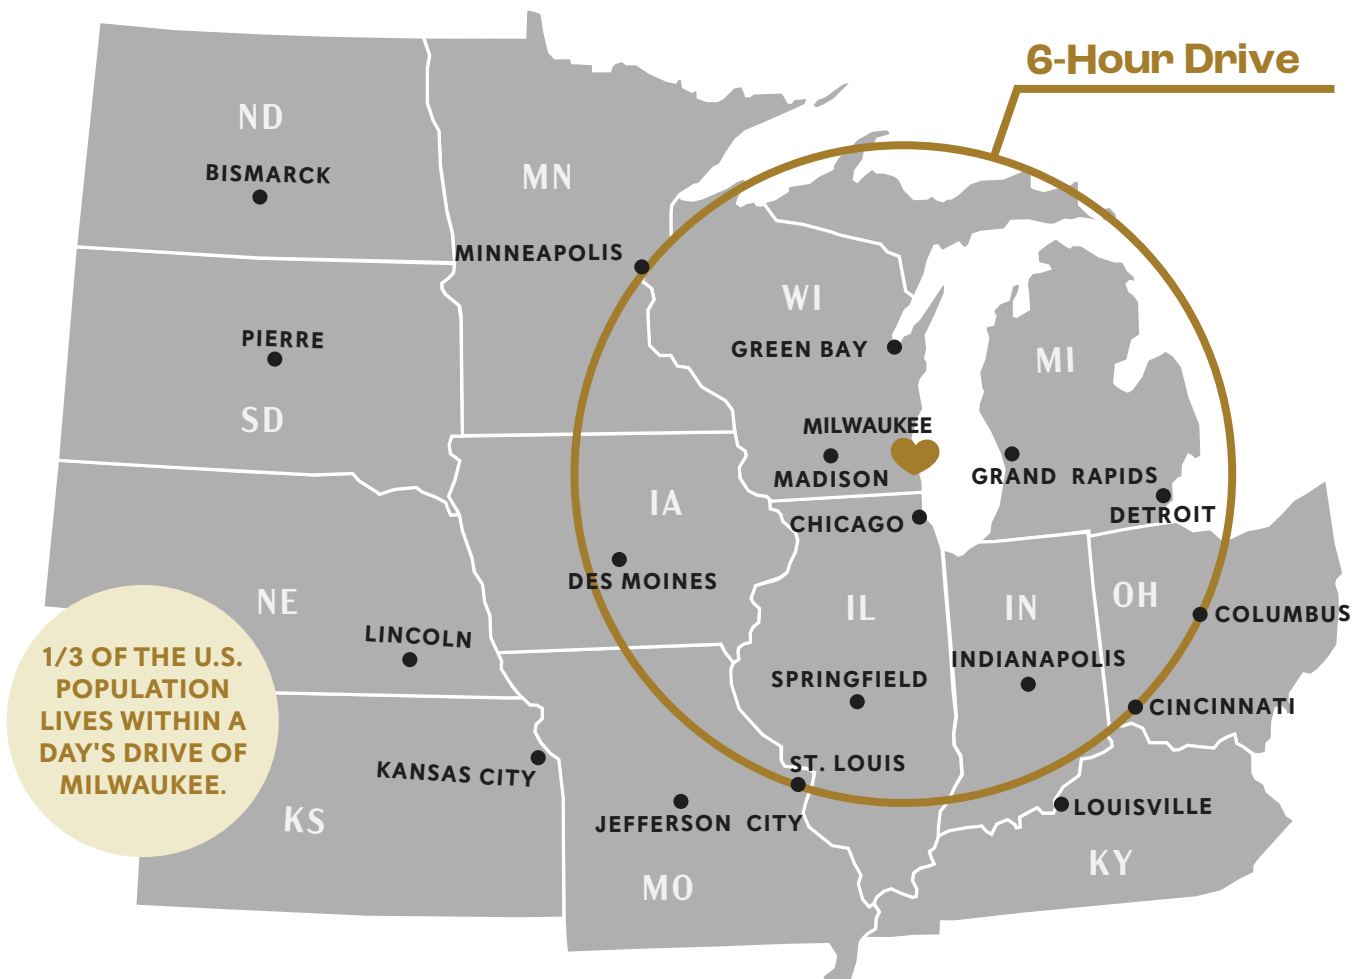 6-Hour Drive
ND
BISMARCK
MN
MINNEAPOLIS
PIERRE
SD
WI
GREEN BAY
MI
MILWAUKEE
MADISON
GRAND RAPIDS
DETROIT
IA
CHICAGO
DES MOINES
NE
LINCOLN
IL
IN
OH
COLUMBUS
INDIANAPOLIS
SPRINGFIELD
CINCINNATI
1/3 OF THE U.S.
POPULATION
LIVES WITHIN A
DAY'S DRIVE OF
MILWAUKEE.
KANSAS CITY
ST. LOUIS
KS
JEFFERSON CITY
LOUISVILLE
MO
KY